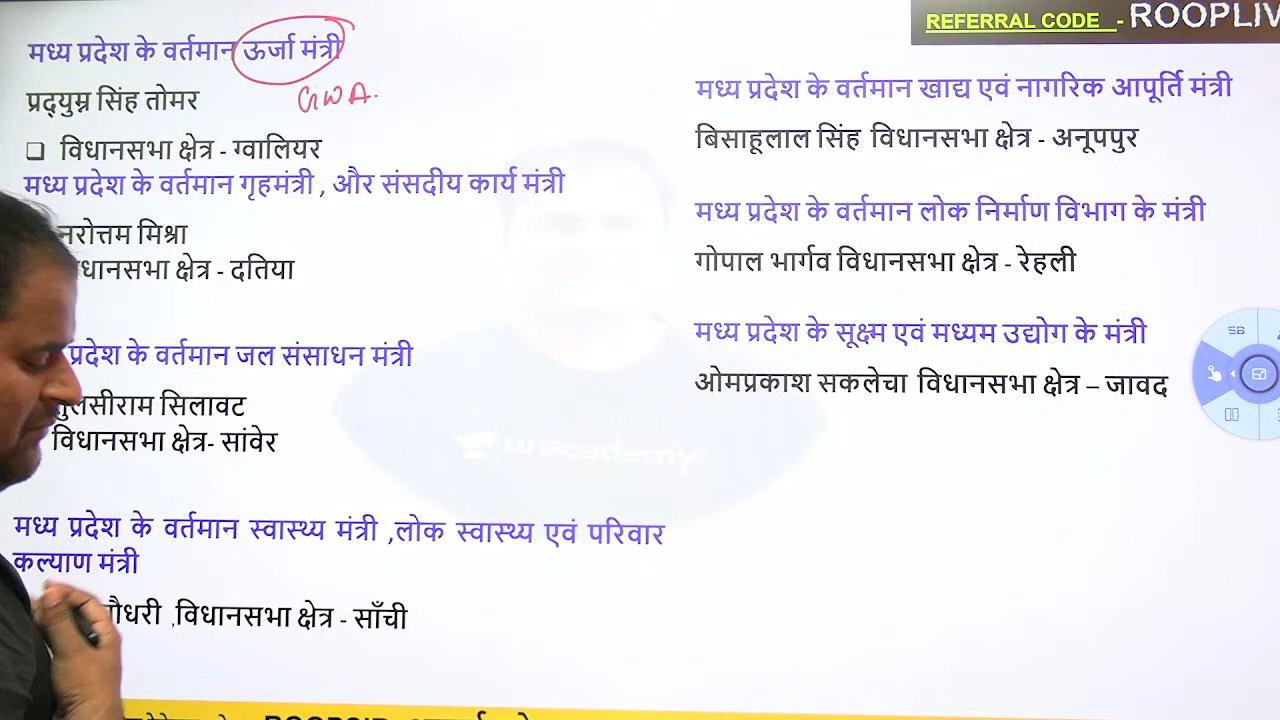 REFERRAL CODE - ROOPLIV
मध्य प्रदेश के वर्तमान ऊर्जा मंत्री
GWA.
प्रद्युम्न सिंह तोमर
❑ विधानसभा क्षेत्र - ग्वालियर
मध्य प्रदेश के वर्तमान गृहमंत्री , और संसदीय कार्य मंत्री
नरोत्तम मिश्रा
धानसभा क्षेत्र - दतिया
प्रदेश के वर्तमान जल संसाधन मंत्री
तुलसीराम सिलावट
विधानसभा क्षेत्र- सांवेर
मध्य प्रदेश के वर्तमान स्वास्थ्य मंत्री ,लोक स्वास्थ्य एवं परिवार
कल्याण मंत्री
चौधरी ,विधानसभा क्षेत्र - साँची
मध्य प्रदेश के वर्तमान खाद्य एवं नागरिक आपूर्ति मंत्री
बिसाहूलाल सिंह विधानसभा क्षेत्र - अनूपपुर
मध्य प्रदेश के वर्तमान लोक निर्माण विभाग के मंत्री
गोपाल भार्गव विधानसभा क्षेत्र - रेहली
मध्य प्रदेश के सूक्ष्म एवं मध्यम उद्योग के मंत्री
ओमप्रकाश सकलेचा विधानसभा क्षेत्र – जावद
unacademy